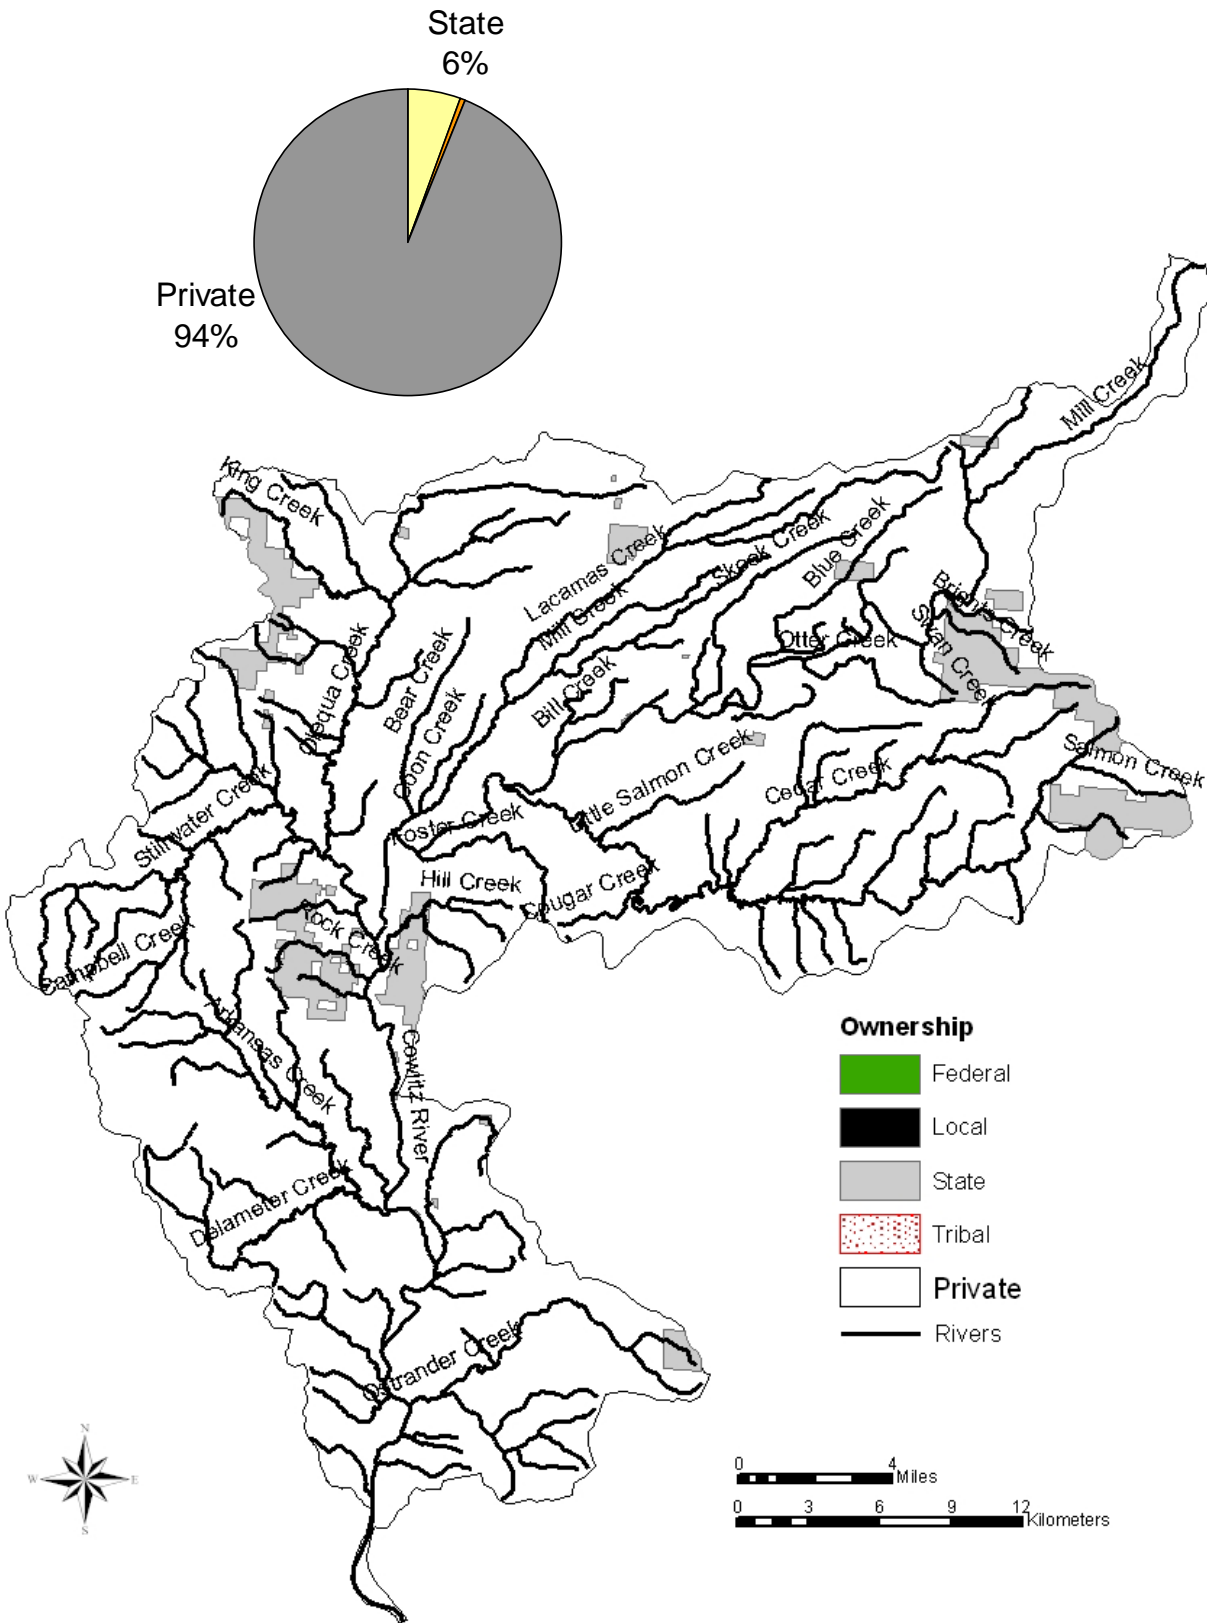 State
6%
Private
94%
Mill Creek
King Creek
Lacamas Creek
Mill Creek
Skook Creek
Blue Creek
Brights Creek
Swan Creek
Otter Creek
Olequa Creek
Bear Creek
Coon Creek
Bill Creek
Salmon Creek
Little Salmon Creek
Cedar Creek
Stillwater Creek
Foster Creek
Hill Creek
Cougar Creek
Rock Creek
Campbell Creek
Arkansas Creek
Cowlitz River
Delameter Creek
Ostrander Creek
Ownership
Federal
Local
State
Tribal
Private
Rivers
N
W E
S
0 4
Miles
0 3 6 9 12
Kilometers